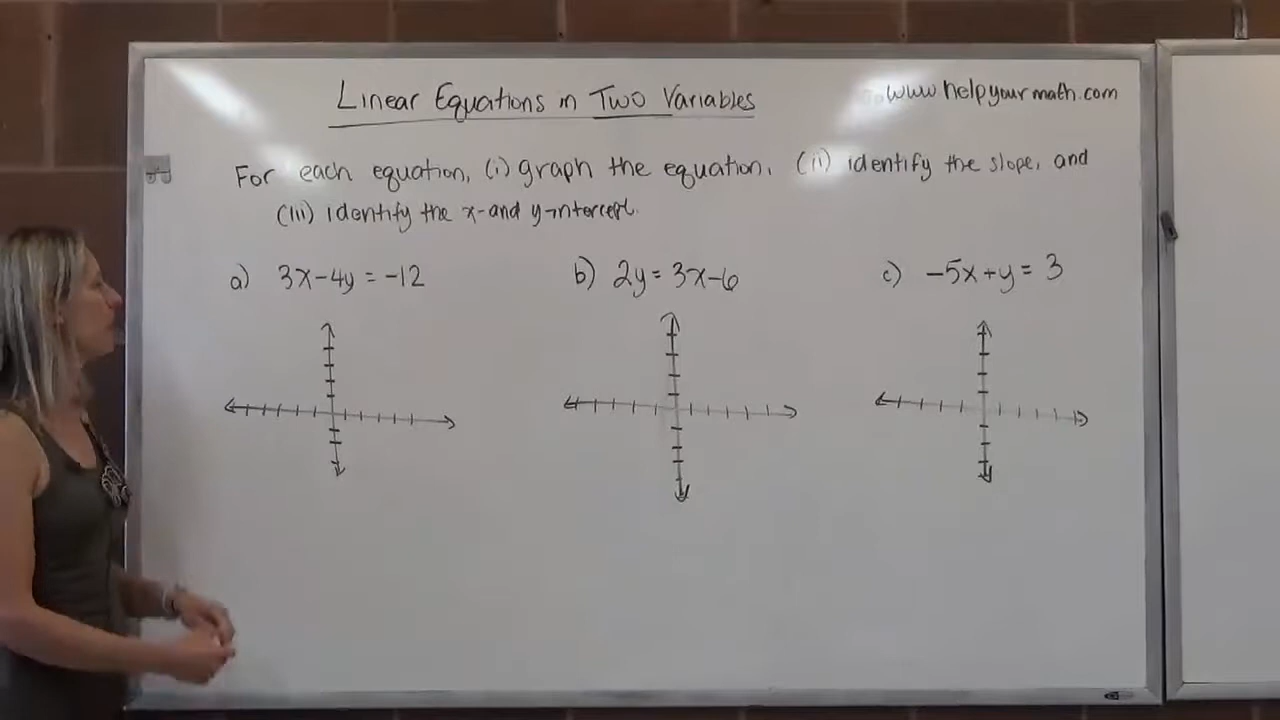 Linear Equations in Two Variables
www.helpyourmath.com
For each equation, (i) graph the equation, (ii) identify the slope, and
(iii) identify the x-and y-intercept.
a) 3x-4y = -12
b) 2y = 3x-6
c) -5x+y = 3